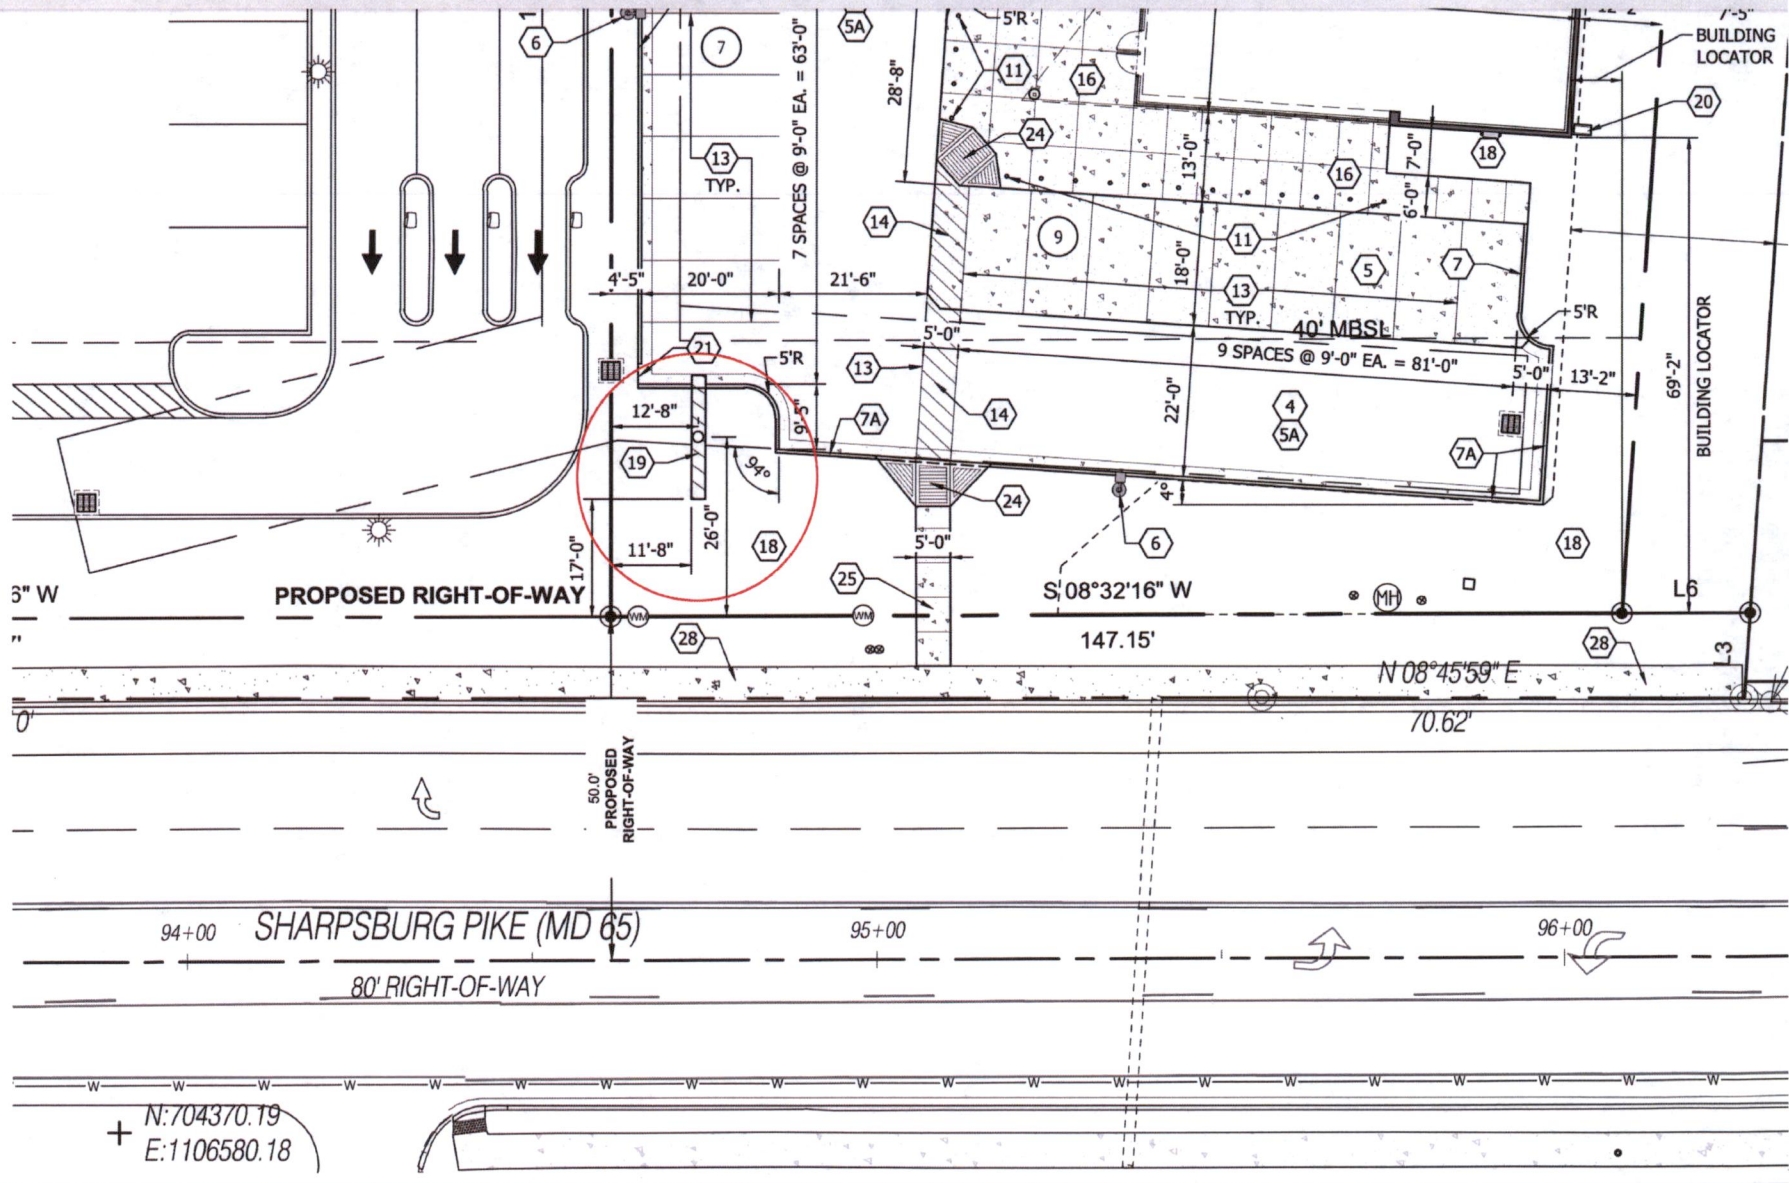 12'-2"
7'-5"
BUILDING
LOCATOR
6
7
5A
5'R
11
16
20
7 SPACES @ 9'-0" EA. = 63'-0"
28'-8"
24
13
TYP.
13'-0"
7'-0"
18
16
6'-0"
14
9
11
18'-0"
5
7
4'-5"
20'-0"
21'-6"
13
TYP.
5'R
40' MBSL
5'-0"
9 SPACES @ 9'-0" EA. = 81'-0"
5'-0"
13'-2"
69'-2"
BUILDING LOCATOR
21
5'R
13
14
22'-0"
4
5A
12'-8"
9'-5"
7A
7A
19
94°
24
4°
17'-0"
11'-8"
26'-0"
18
5'-0"
6
18
25
6" W
PROPOSED RIGHT-OF-WAY
S 08°32'16" W
MH
L6
WM
WM
147.15'
28
28
L3
N 08°45'59" E
0'
70.62'
50.0'
PROPOSED
RIGHT-OF-WAY
94+00
SHARPSBURG PIKE (MD 65)
95+00
96+00
80' RIGHT-OF-WAY
W W W W W W W W W W W W W W W W W W W W
N:704370.19
E:1106580.18